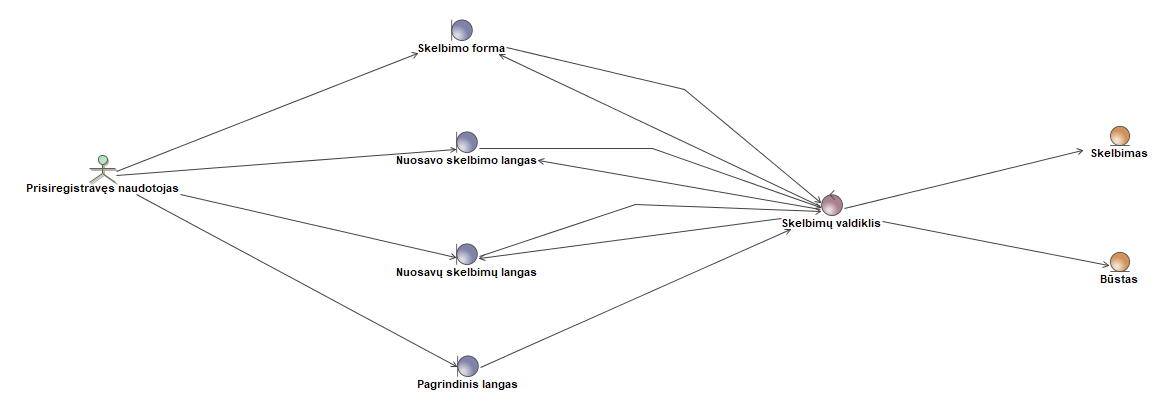 Skelbimo forma
Nuosavo skelbimo langas
Skelbimas
Prisiregistravęs naudotojas
Skelbimų valdiklis
Nuosavų skelbimų langas
Būstas
Pagrindinis langas